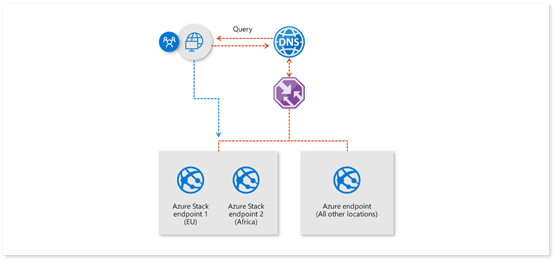 Query
DNS
Azure Stack
endpoint 1
(EU)
Azure Stack
endpoint 2
(Africa)
Azure endpoint
(All other locations)